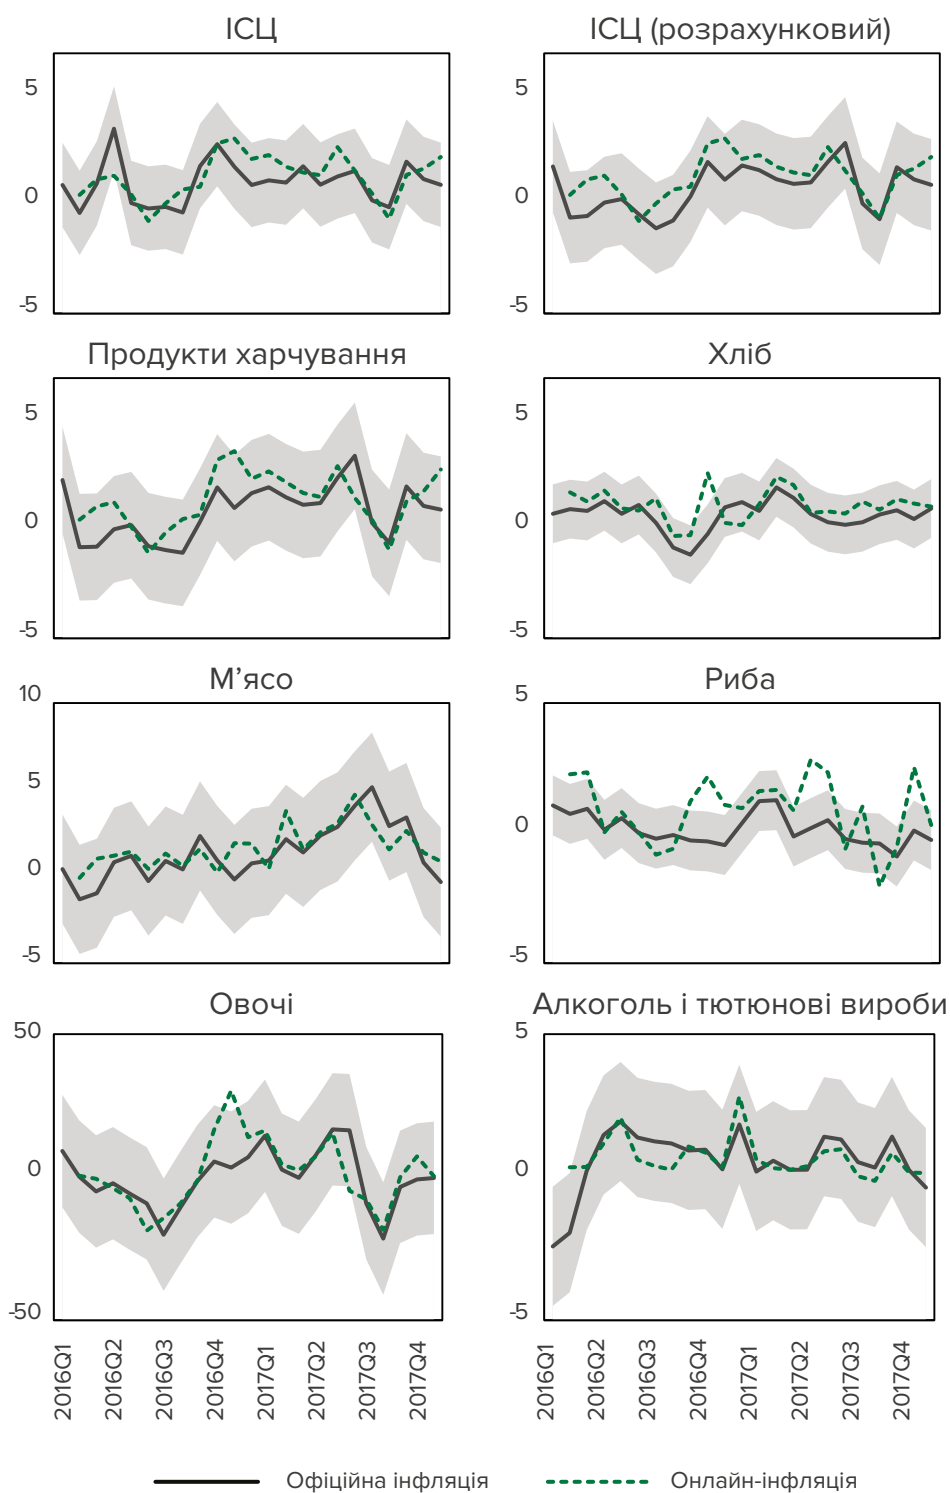 ІСЦ
5
0
-5
ІСЦ (розрахунковий)
5
0
-5
Продукти харчування
5
0
-5
Хліб
5
0
-5
М’ясо
10
5
0
-5
Риба
5
0
-5
Овочі
50
0
-50
2016Q1
2016Q2
2016Q3
2016Q4
2017Q1
2017Q2
2017Q3
2017Q4
Алкоголь і тютюнові вироби
5
0
-5
2016Q1
2016Q2
2016Q3
2016Q4
2017Q1
2017Q2
2017Q3
2017Q4
Офіційна інфляція
Онлайн-інфляція